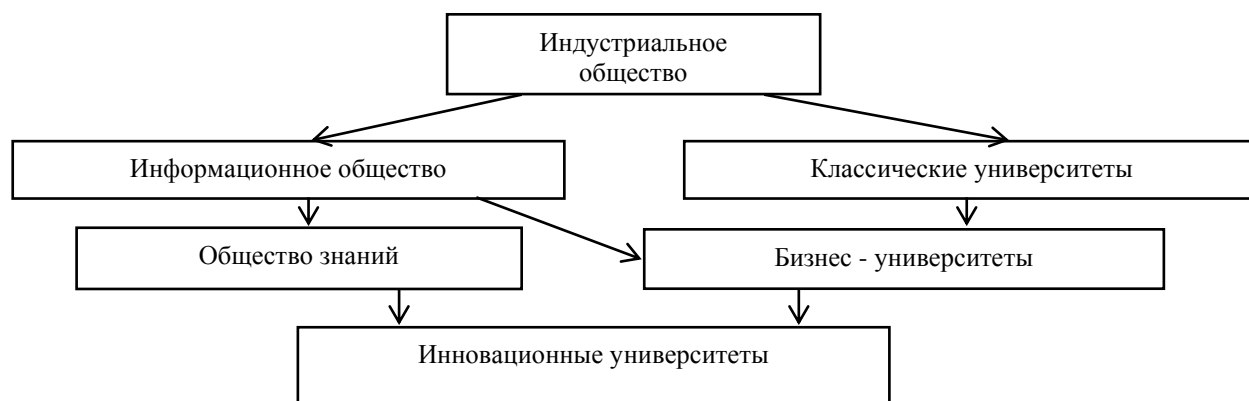 Индустриальное
общество
Информационное общество
Классические университеты
Общество знаний
Бизнес - университеты
Инновационные университеты